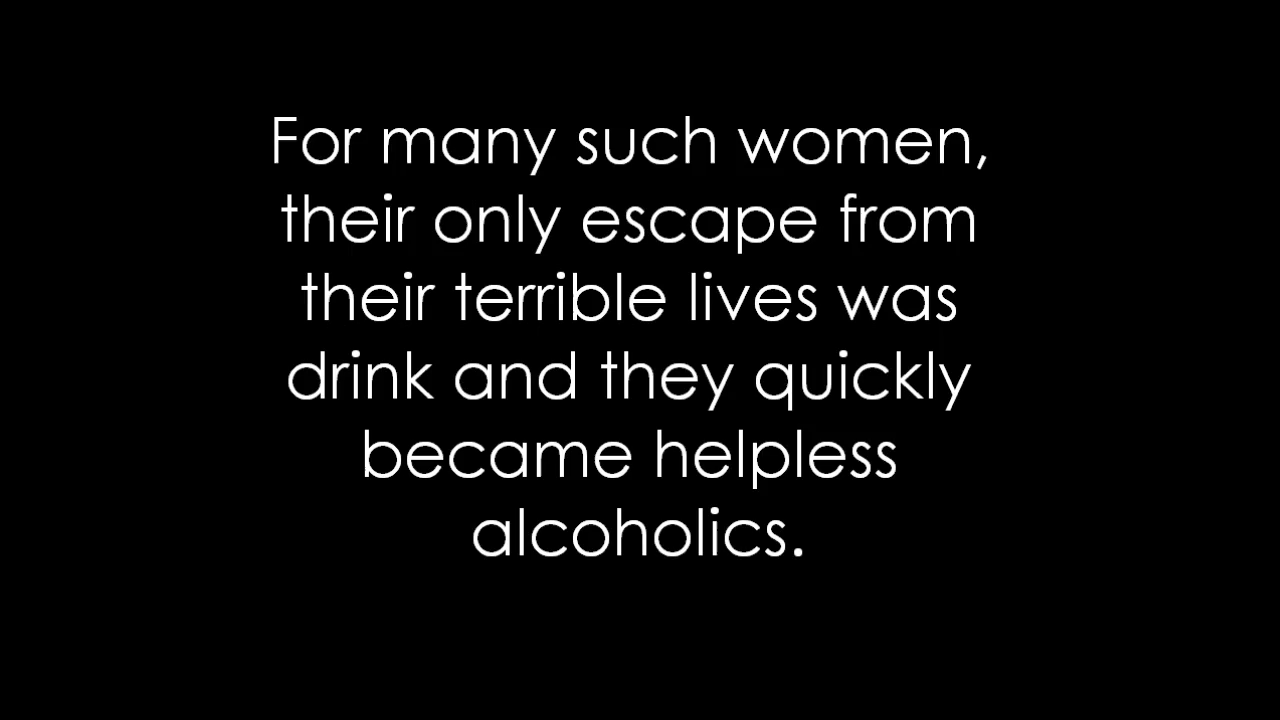 For many such women,
their only escape from
their terrible lives was
drink and they quickly
became helpless
alcoholics.